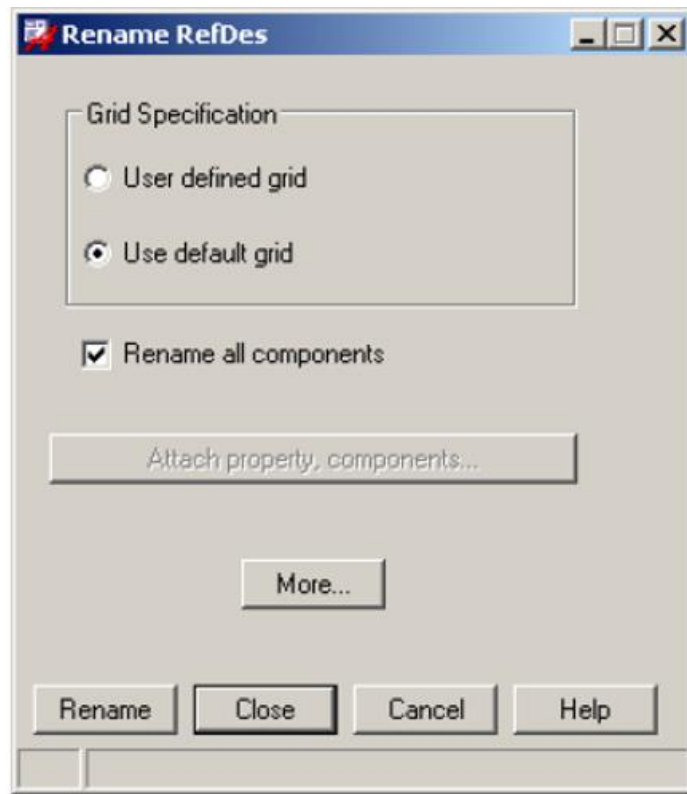 Rename RefDes
Grid Specification
User defined grid
Use default grid
Rename all components
Attach property, components...
More...
Rename Close Cancel Help